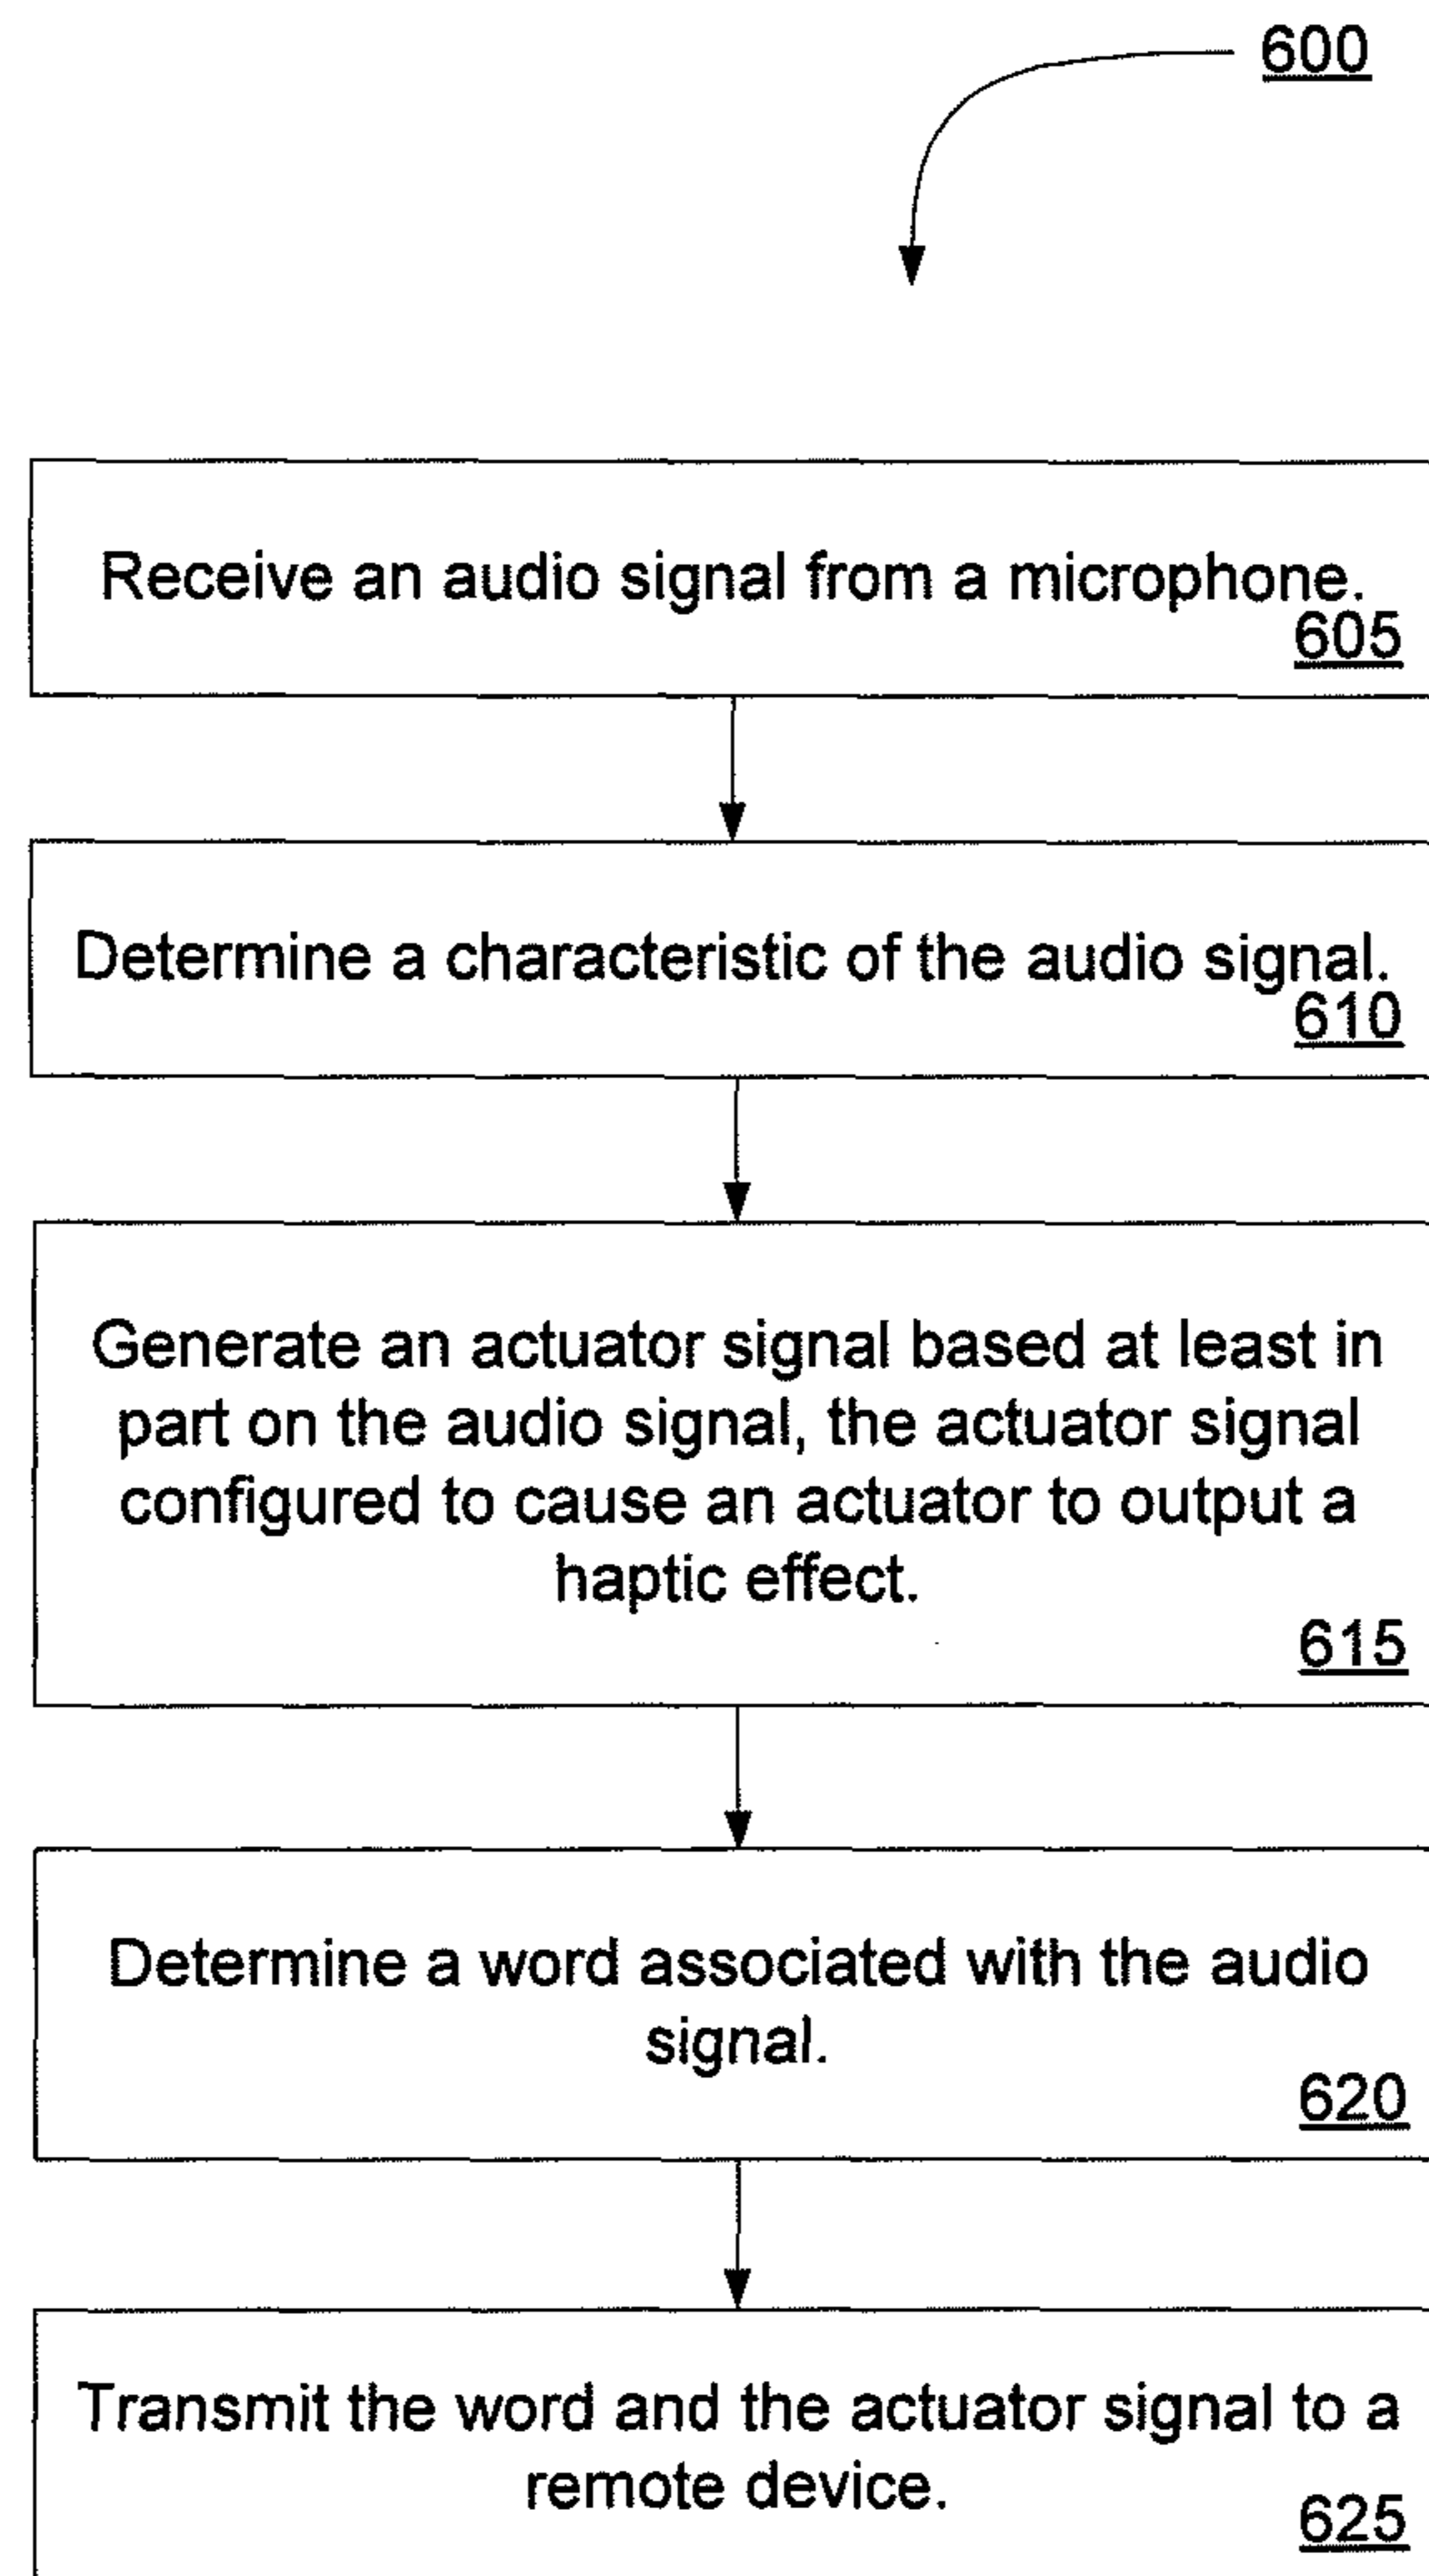 600
Receive an audio signal from a microphone.
605
Determine a characteristic of the audio signal.
610
Generate an actuator signal based at least in
part on the audio signal, the actuator signal
configured to cause an actuator to output a
haptic effect.
615
Determine a word associated with the audio
signal.
620
Transmit the word and the actuator signal to a
remote device.
625